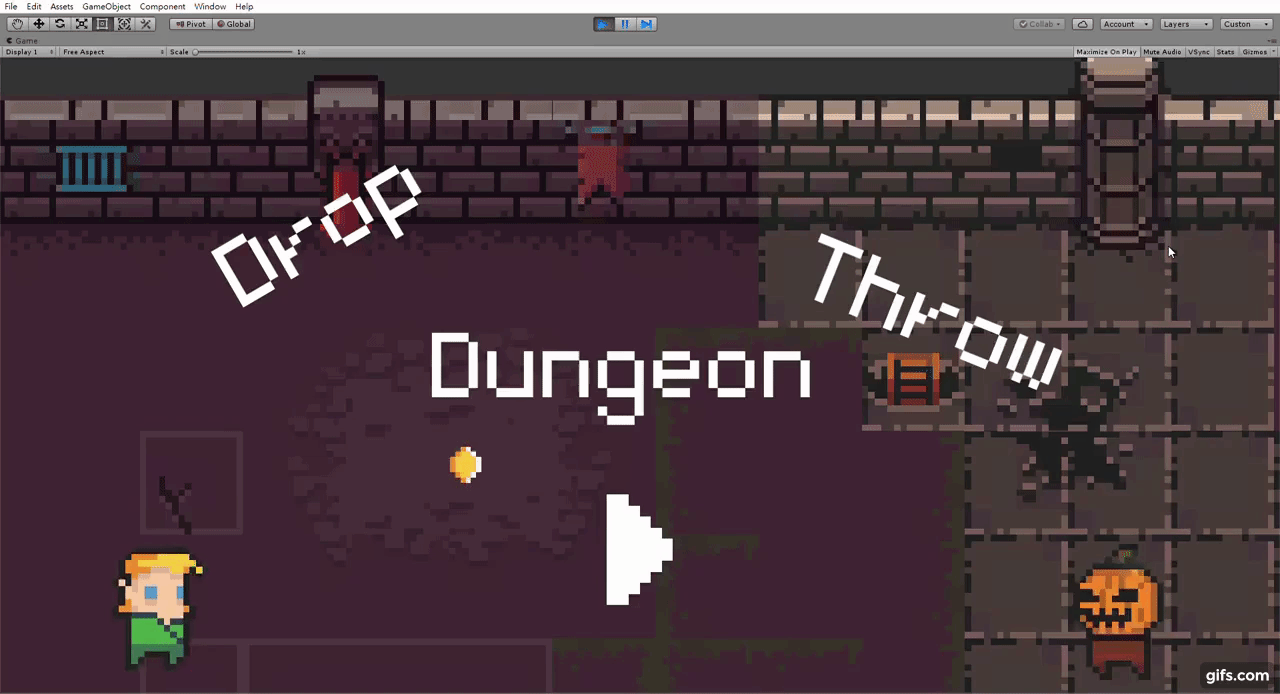 File Edit Assets GameObject Component Window Help
Pivot Global Collab Account Layers Custon
Game
Display 1 Free Aspect Scale 1x Maximize On Play Mute Audio VSync Stats Gizmos
Drop
Throw
Dungeon
gifs.com